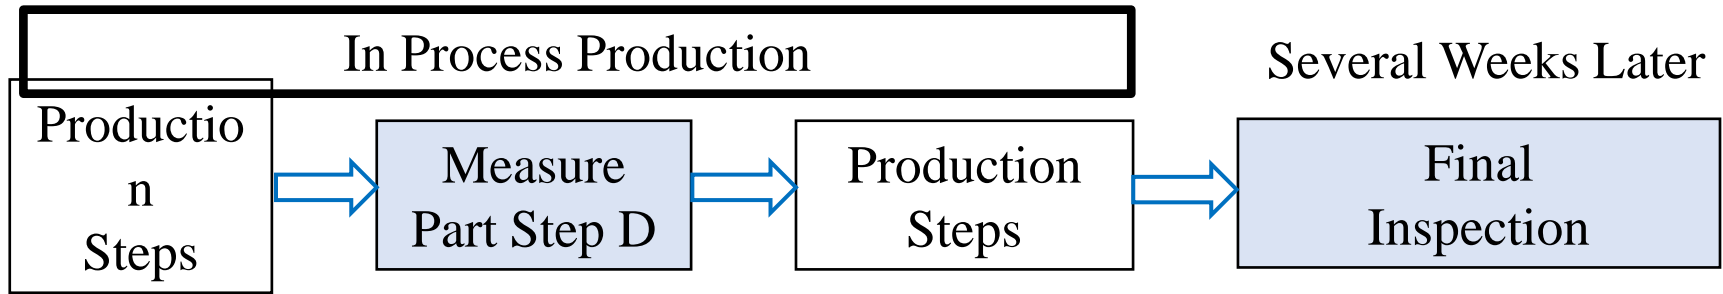 In Process Production
Several Weeks Later
Productio
n
Steps
Measure
Part Step D
Production
Steps
Final
Inspection